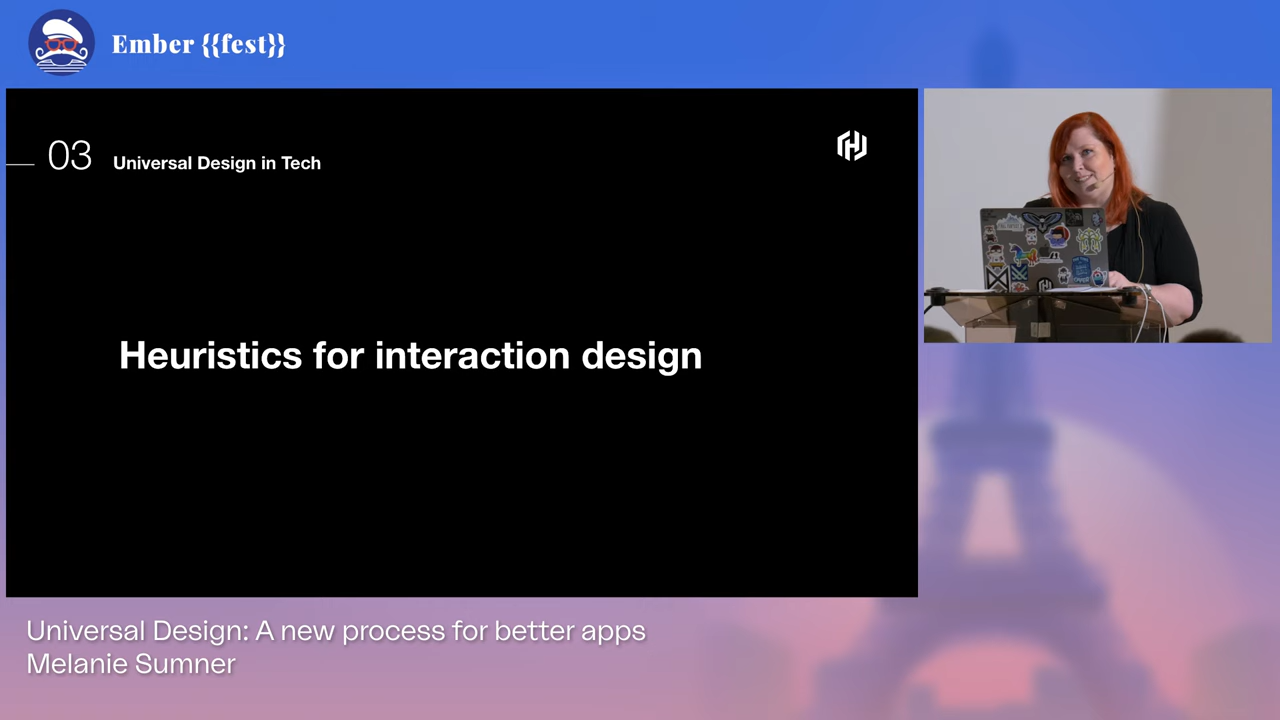 Ember {{fest}}
03 Universal Design in Tech
Heuristics for interaction design
Universal Design: A new process for better apps
Melanie Sumner